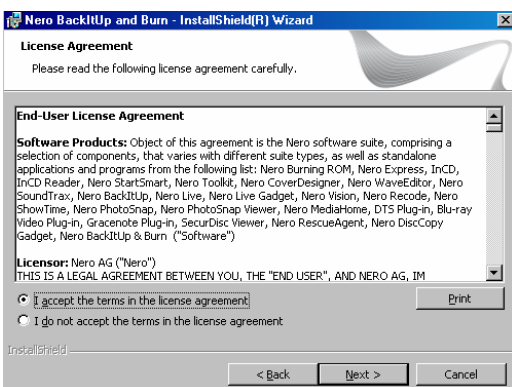 Nero BackItUp and Burn - InstallShield(R) Wizard
License Agreement
Please read the following license agreement carefully.
End-User License Agreement
Software Products: Object of this agreement is the Nero software suite, comprising a
selection of components, that varies with different suite types, as well as standalone
applications and programs from the following list: Nero Burning ROM, Nero Express, InCD,
InCD Reader, Nero StartSmart, Nero Toolkit, Nero CoverDesigner, Nero WaveEditor, Nero
SoundTrax, Nero BackItUp, Nero Live, Nero Live Gadget, Nero Vision, Nero Recode, Nero
ShowTime, Nero PhotoSnap, Nero PhotoSnap Viewer, Nero MediaHome, DTS Plug-in, Blu-ray
Video Plug-in, Gracenote Plug-in, SecurDisc Viewer, Nero RescueAgent, Nero DiscCopy
Gadget, Nero BackItUp & Burn ("Software")
Licensor: Nero AG ("Nero")
THIS IS A LEGAL AGREEMENT BETWEEN YOU, THE "END USER", AND NERO AG, IM
I accept the terms in the license agreement
Print
I do not accept the terms in the license agreement
InstallShield
< Back
Next >
Cancel